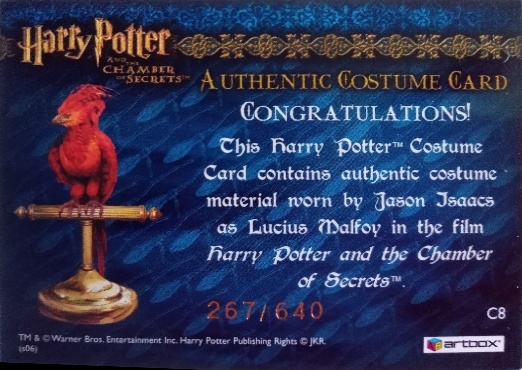 Harry Potter
AND THE
CHAMBER
OF SECRETS™
AUTHENTIC COSTUME CARD
CONGRATULATIONS!
This Harry Potter™ Costume
Card contains authentic costume
material worn by Jason Isaacs
as Lucius Malfoy in the film
Harry Potter and the Chamber
of Secrets™.
267/640
C8
TM & © Warner Bros. Entertainment Inc. Harry Potter Publishing Rights © JKR.
(s06)
artbox